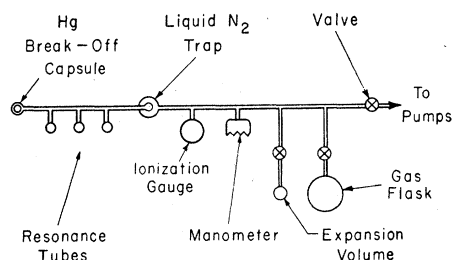 Hg
Break-Off
Capsule
Liquid N2
Trap
Valve
To
Pumps
Ionization
Gauge
Gas
Flask
Resonance
Tubes
Manometer
Expansion
Volume